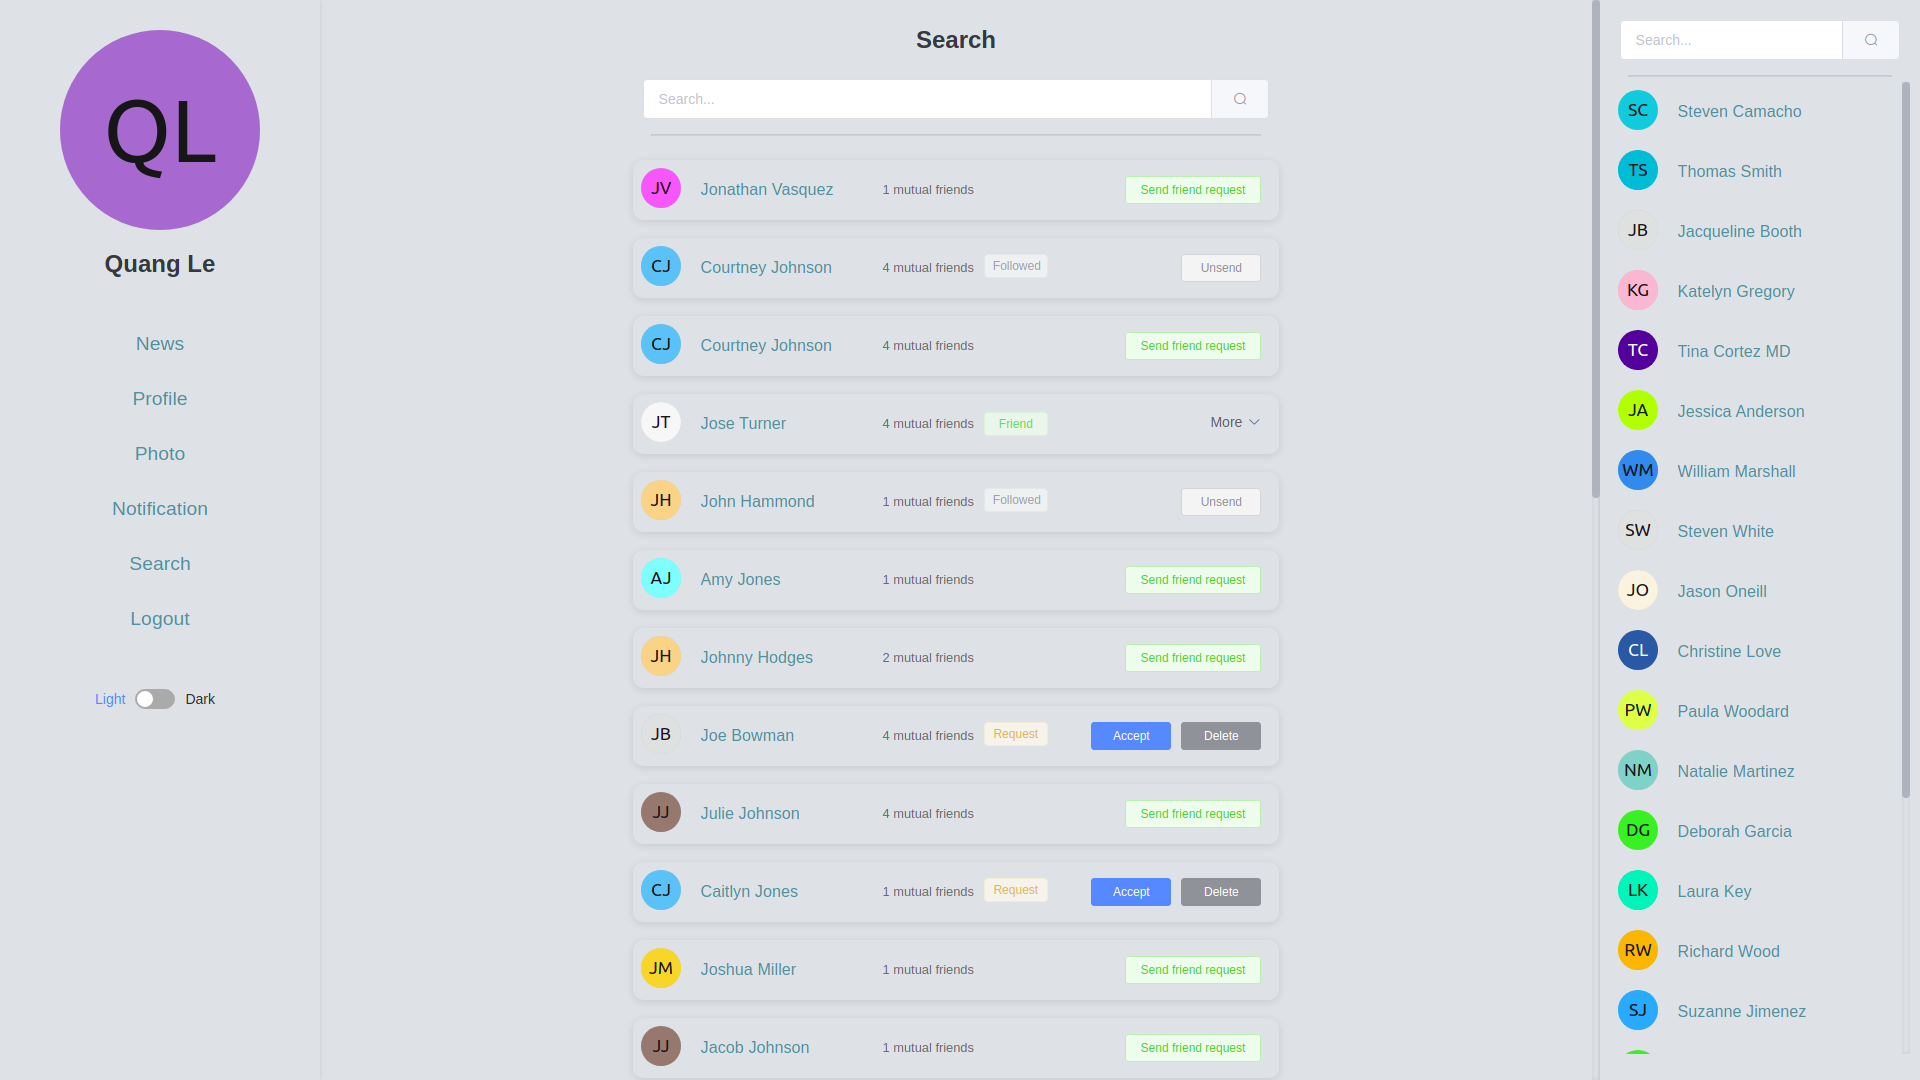 QL
Quang Le
News
Profile
Photo
Notification
Search
Logout
Light Dark
Search
Search...
JV Jonathan Vasquez 1 mutual friends Send friend request
CJ Courtney Johnson 4 mutual friends Followed Unsend
CJ Courtney Johnson 4 mutual friends Send friend request
JT Jose Turner 4 mutual friends Friend More
JH John Hammond 1 mutual friends Followed Unsend
AJ Amy Jones 1 mutual friends Send friend request
JH Johnny Hodges 2 mutual friends Send friend request
JB Joe Bowman 4 mutual friends Request Accept Delete
JJ Julie Johnson 4 mutual friends Send friend request
CJ Caitlyn Jones 1 mutual friends Request Accept Delete
JM Joshua Miller 1 mutual friends Send friend request
JJ Jacob Johnson 1 mutual friends Send friend request
Search...
SC Steven Camacho
TS Thomas Smith
JB Jacqueline Booth
KG Katelyn Gregory
TC Tina Cortez MD
JA Jessica Anderson
WM William Marshall
SW Steven White
JO Jason Oneill
CL Christine Love
PW Paula Woodard
NM Natalie Martinez
DG Deborah Garcia
LK Laura Key
RW Richard Wood
SJ Suzanne Jimenez